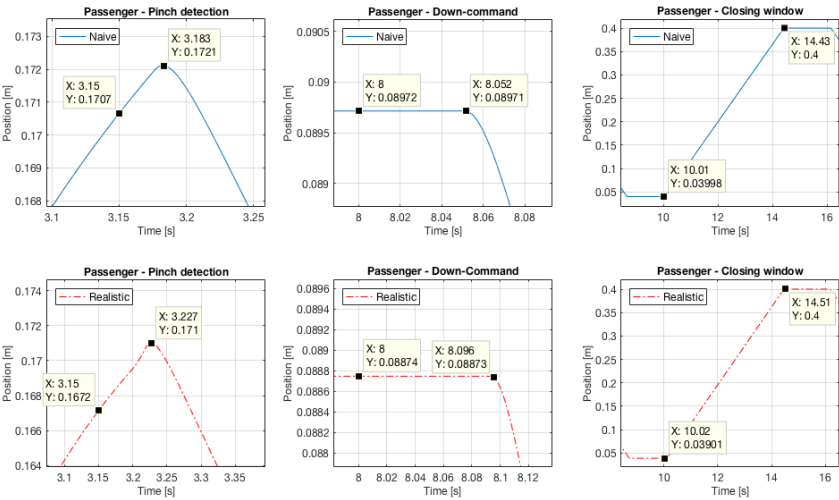 Passenger - Pinch detection
0.173
0.172
0.171
0.17
0.169
0.168
Position [m]
Naive
X: 3.183
Y: 0.1721
X: 3.15
Y: 0.1707
3.1
3.15
3.2
3.25
Time [s]
Passenger - Down-command
0.0905
0.09
0.0895
0.089
Position [m]
Naive
X: 8
Y: 0.08972
X: 8.052
Y: 0.08971
8
8.02
8.04
8.06
8.08
Time [s]
Passenger - Closing window
0.4
0.35
0.3
0.25
0.2
0.15
0.1
0.05
Position [m]
Naive
X: 14.43
Y: 0.4
X: 10.01
Y: 0.03998
10
12
14
16
Time [s]
Passenger - Pinch detection
0.174
0.172
0.17
0.168
0.166
0.164
Position [m]
Realistic
X: 3.227
Y: 0.171
X: 3.15
Y: 0.1672
3.1
3.15
3.2
3.25
3.3
3.35
Time [s]
Passenger - Down-Command
0.0896
0.0894
0.0892
0.089
0.0888
0.0886
0.0884
0.0882
0.088
Position [m]
Realistic
X: 8
Y: 0.08874
X: 8.096
Y: 0.08873
8
8.02
8.04
8.06
8.08
8.1
8.12
Time [s]
Passenger - Closing window
0.4
0.35
0.3
0.25
0.2
0.15
0.1
0.05
Position [m]
Realistic
X: 14.51
Y: 0.4
X: 10.02
Y: 0.03901
10
12
14
16
Time [s]